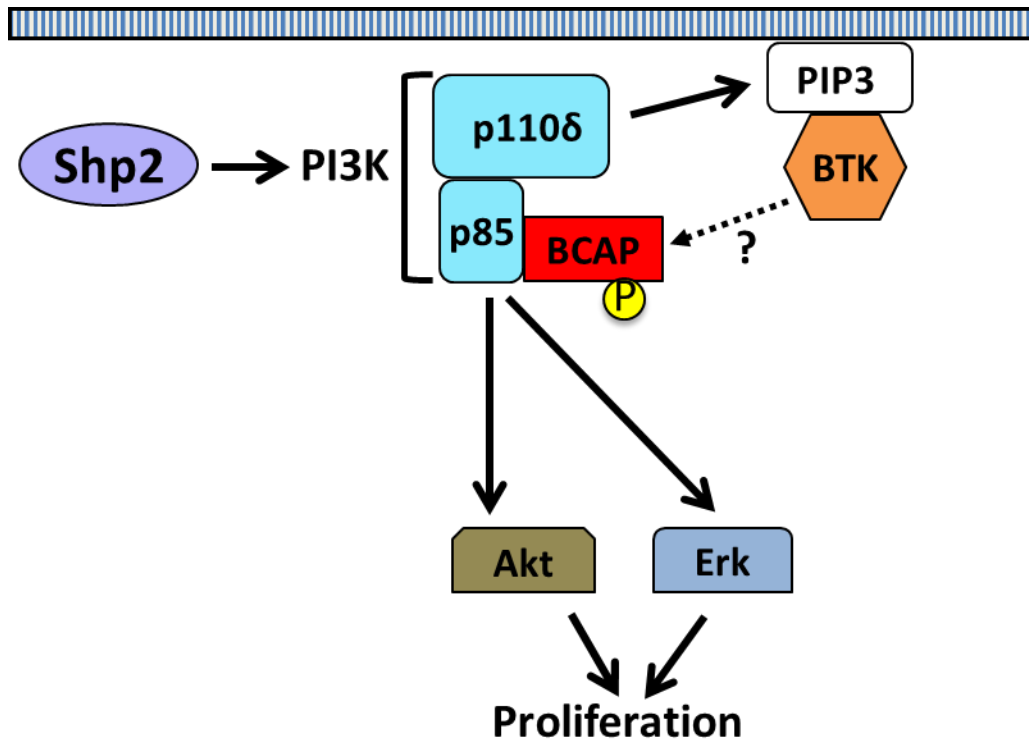 PIP3
p110δ
Shp2
PI3K
BTK
p85
BCAP
?
P
Akt
Erk
Proliferation